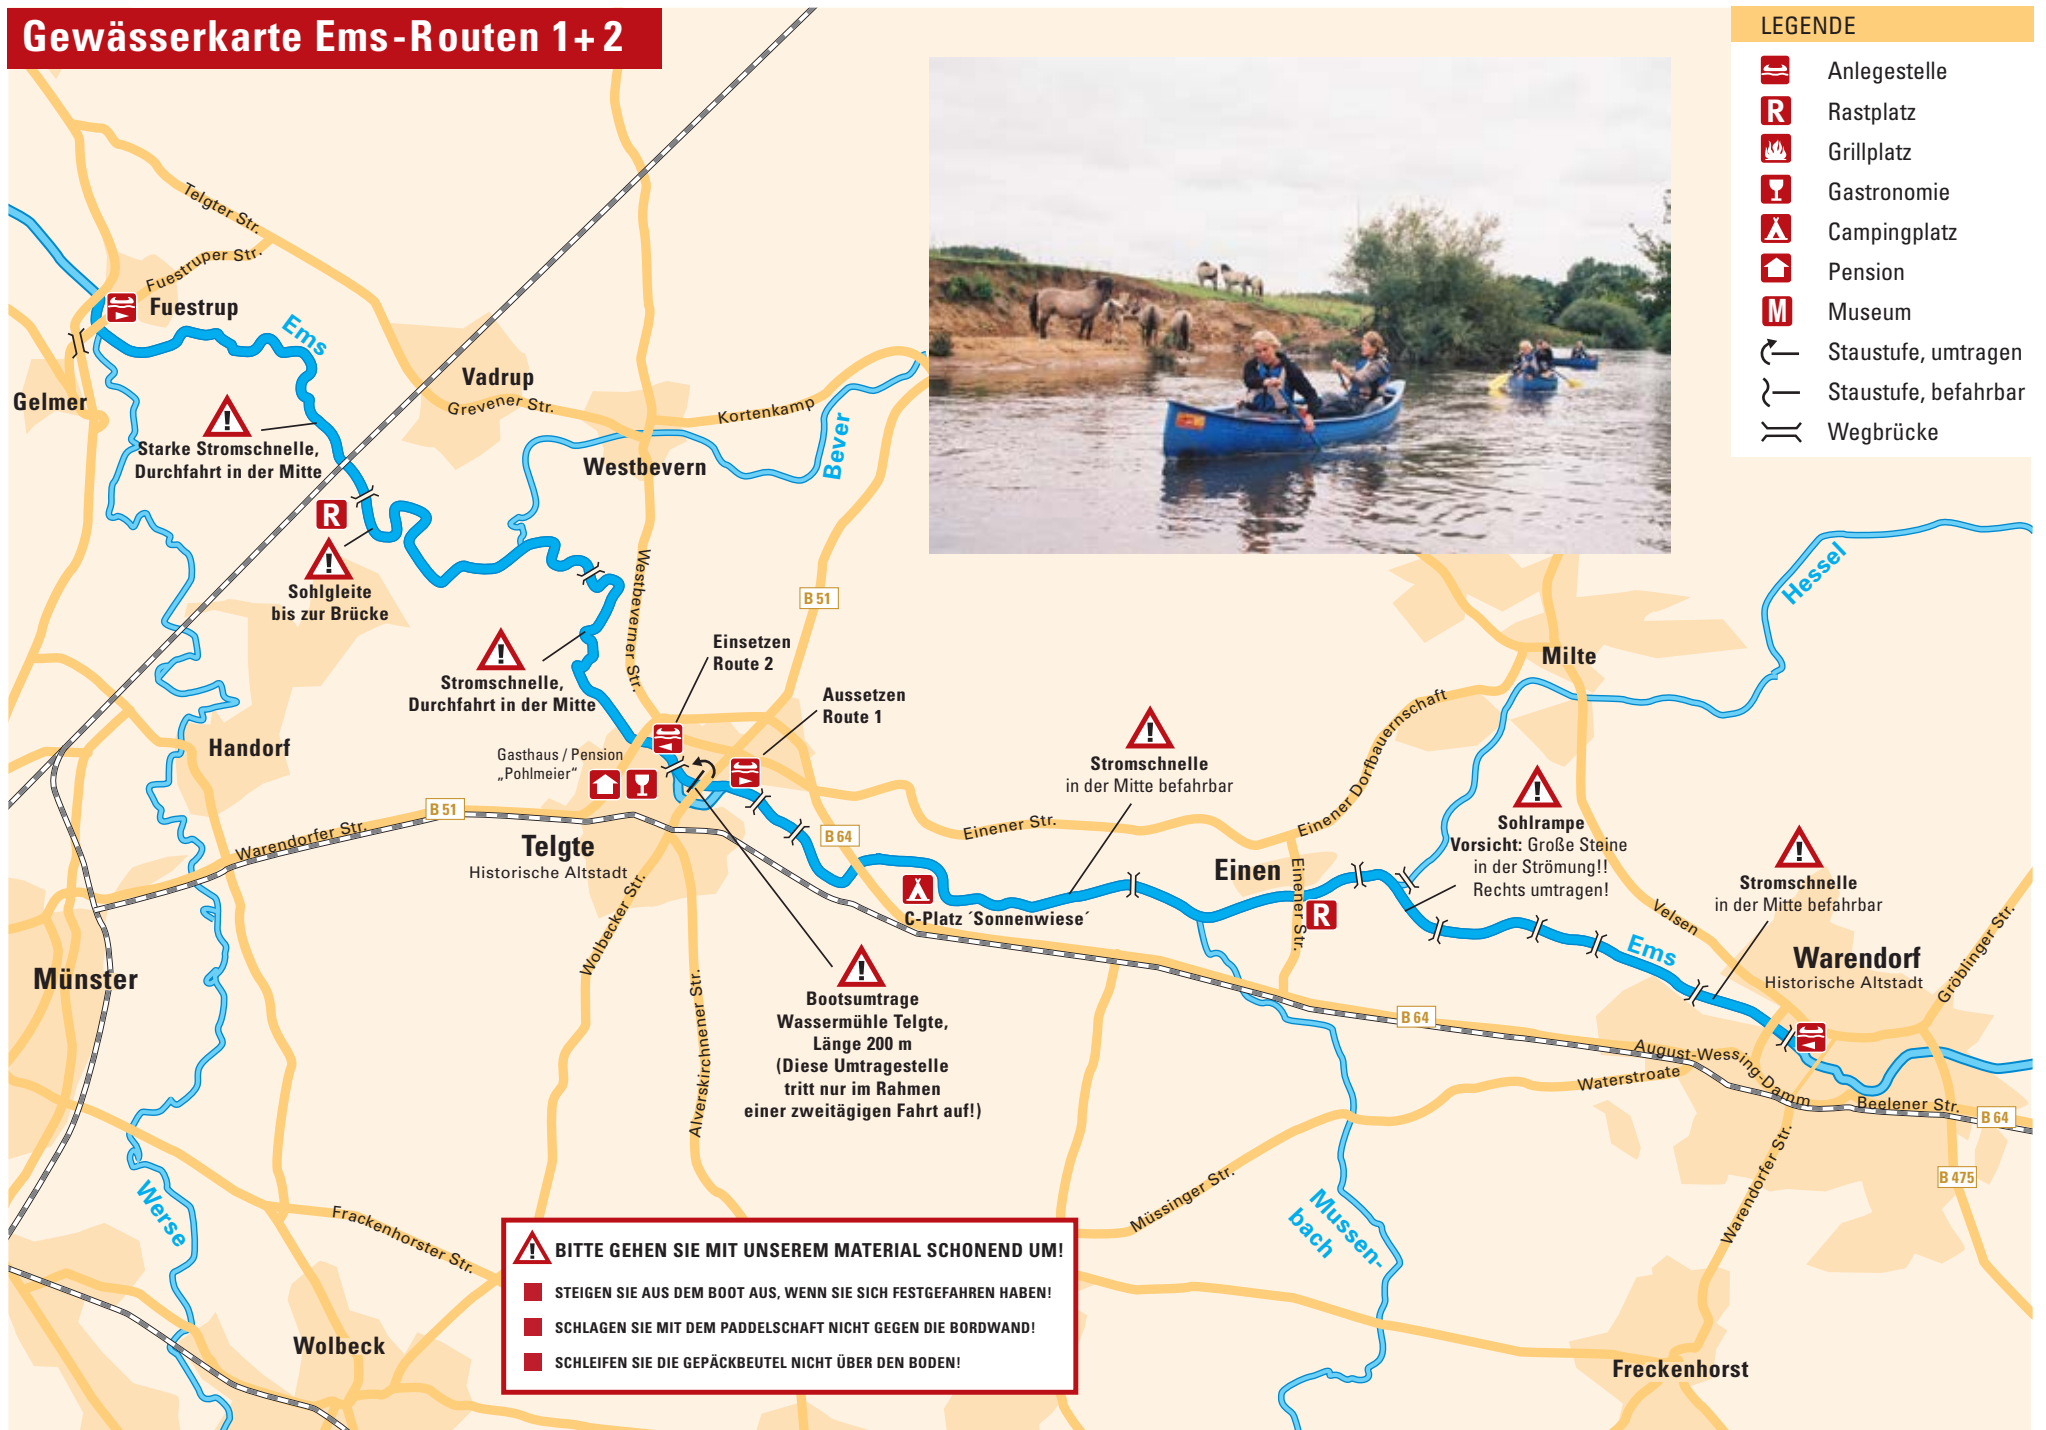 Gewässerkarte Ems-Routen 1+2
LEGENDE
Anlegestelle
R
Rastplatz
Grillplatz
Gastronomie
Campingplatz
Pension
M
Museum
Staustufe, umtragen
Staustufe, befahrbar
Wegbrücke
Telgter Str.
Fuestruper Str.
Fuestrup
Ems
Gelmer
Vadrup
Grevener Str.
Kortenkamp
Bever
Westbevern
!
Starke Stromschnelle,
Durchfahrt in der Mitte
R
!
Sohlgleite
bis zur Brücke
Westbeverner Str.
B 51
Hessel
!
Stromschnelle,
Durchfahrt in der Mitte
Einsetzen
Route 2
Aussetzen
Route 1
Milte
Einener Dorfbauernschaft
Handorf
Gasthaus / Pension
„Pohlmeier“
!
Stromschnelle
in der Mitte befahrbar
B 51
Warendorfer Str.
Telgte
Historische Altstadt
B 64
Einener Str.
Einen
Einener Str.
R
!
Sohlrampe
Vorsicht: Große Steine
in der Strömung!!
Rechts umtragen!
!
Stromschnelle
in der Mitte befahrbar
Velsen
Ems
Warendorf
Historische Altstadt
Gröblinger Str.
C-Platz ´Sonnenwiese´
Wolbecker Str.
Alverskirchnener Str.
Münster
!
Bootsumtrage
Wassermühle Telgte,
Länge 200 m
(Diese Umtragestelle
tritt nur im Rahmen
einer zweitägigen Fahrt auf!)
B 64
August-Wessing-Damm
Waterstroate
Beelener Str.
B 64
B 475
Warendorfer Str.
Müssinger Str.
Mussen-
bach
Werse
Frackenhorster Str.
Wolbeck
Freckenhorst
!
BITTE GEHEN SIE MIT UNSEREM MATERIAL SCHONEND UM!
STEIGEN SIE AUS DEM BOOT AUS, WENN SIE SICH FESTGEFAHREN HABEN!
SCHLAGEN SIE MIT DEM PADDELSCHAFT NICHT GEGEN DIE BORDWAND!
SCHLEIFEN SIE DIE GEPÄCKBEUTEL NICHT ÜBER DEN BODEN!